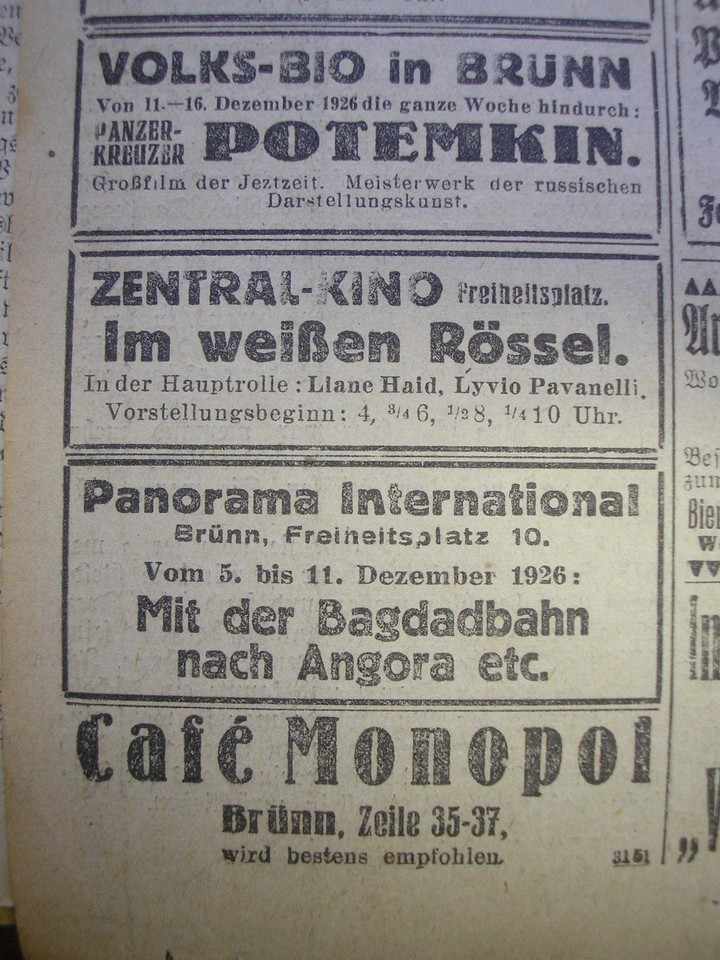 VOLKS-BIO in BRÜNN
Von 11.—16. Dezember 1926 die ganze Woche hindurch:
PANZER-
KREUZER POTEMKIN.
Großfilm der Jeztzeit. Meisterwerk der russischen
Darstellungskunst.
ZENTRAL-KINO Freiheitsplatz.
Im weißen Rössel.
In der Hauptrolle: Liane Haid, Lyvio Pavanelli.
Vorstellungsbeginn: 4, 3/4 6, 1/2 8, 1/4 10 Uhr.
Panorama International
Brünn, Freiheitsplatz 10.
Vom 5. bis 11. Dezember 1926:
Mit der Bagdadbahn
nach Angora etc.
Café Monopol
Brünn, Zeile 35-37,
wird bestens empfohlen.
3151